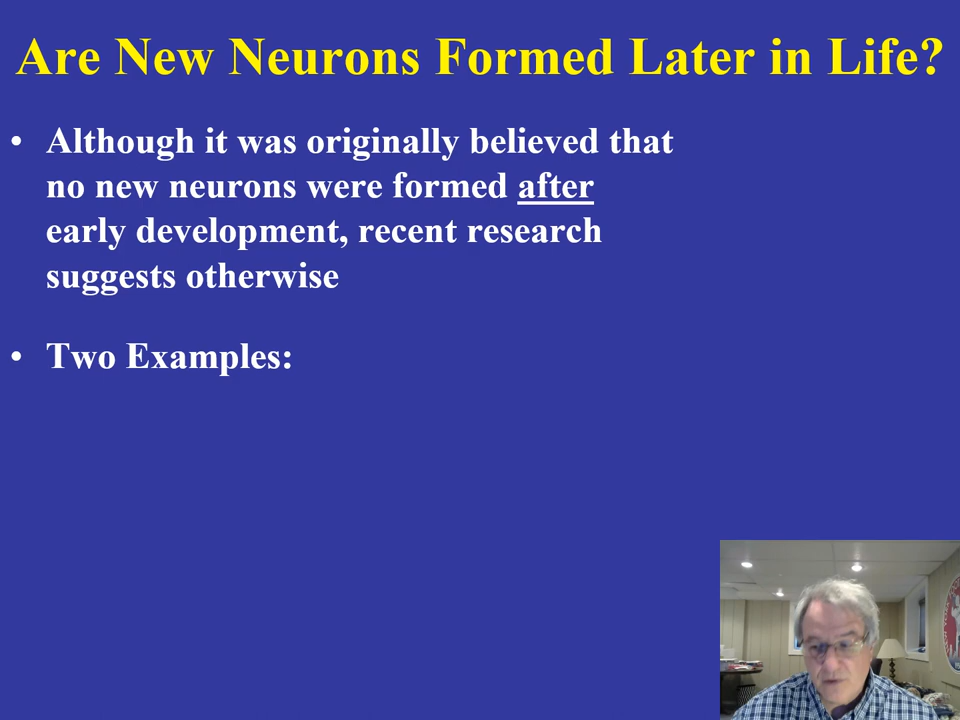 Are New Neurons Formed Later in Life?
• Although it was originally believed that
no new neurons were formed after
early development, recent research
suggests otherwise
• Two Examples: